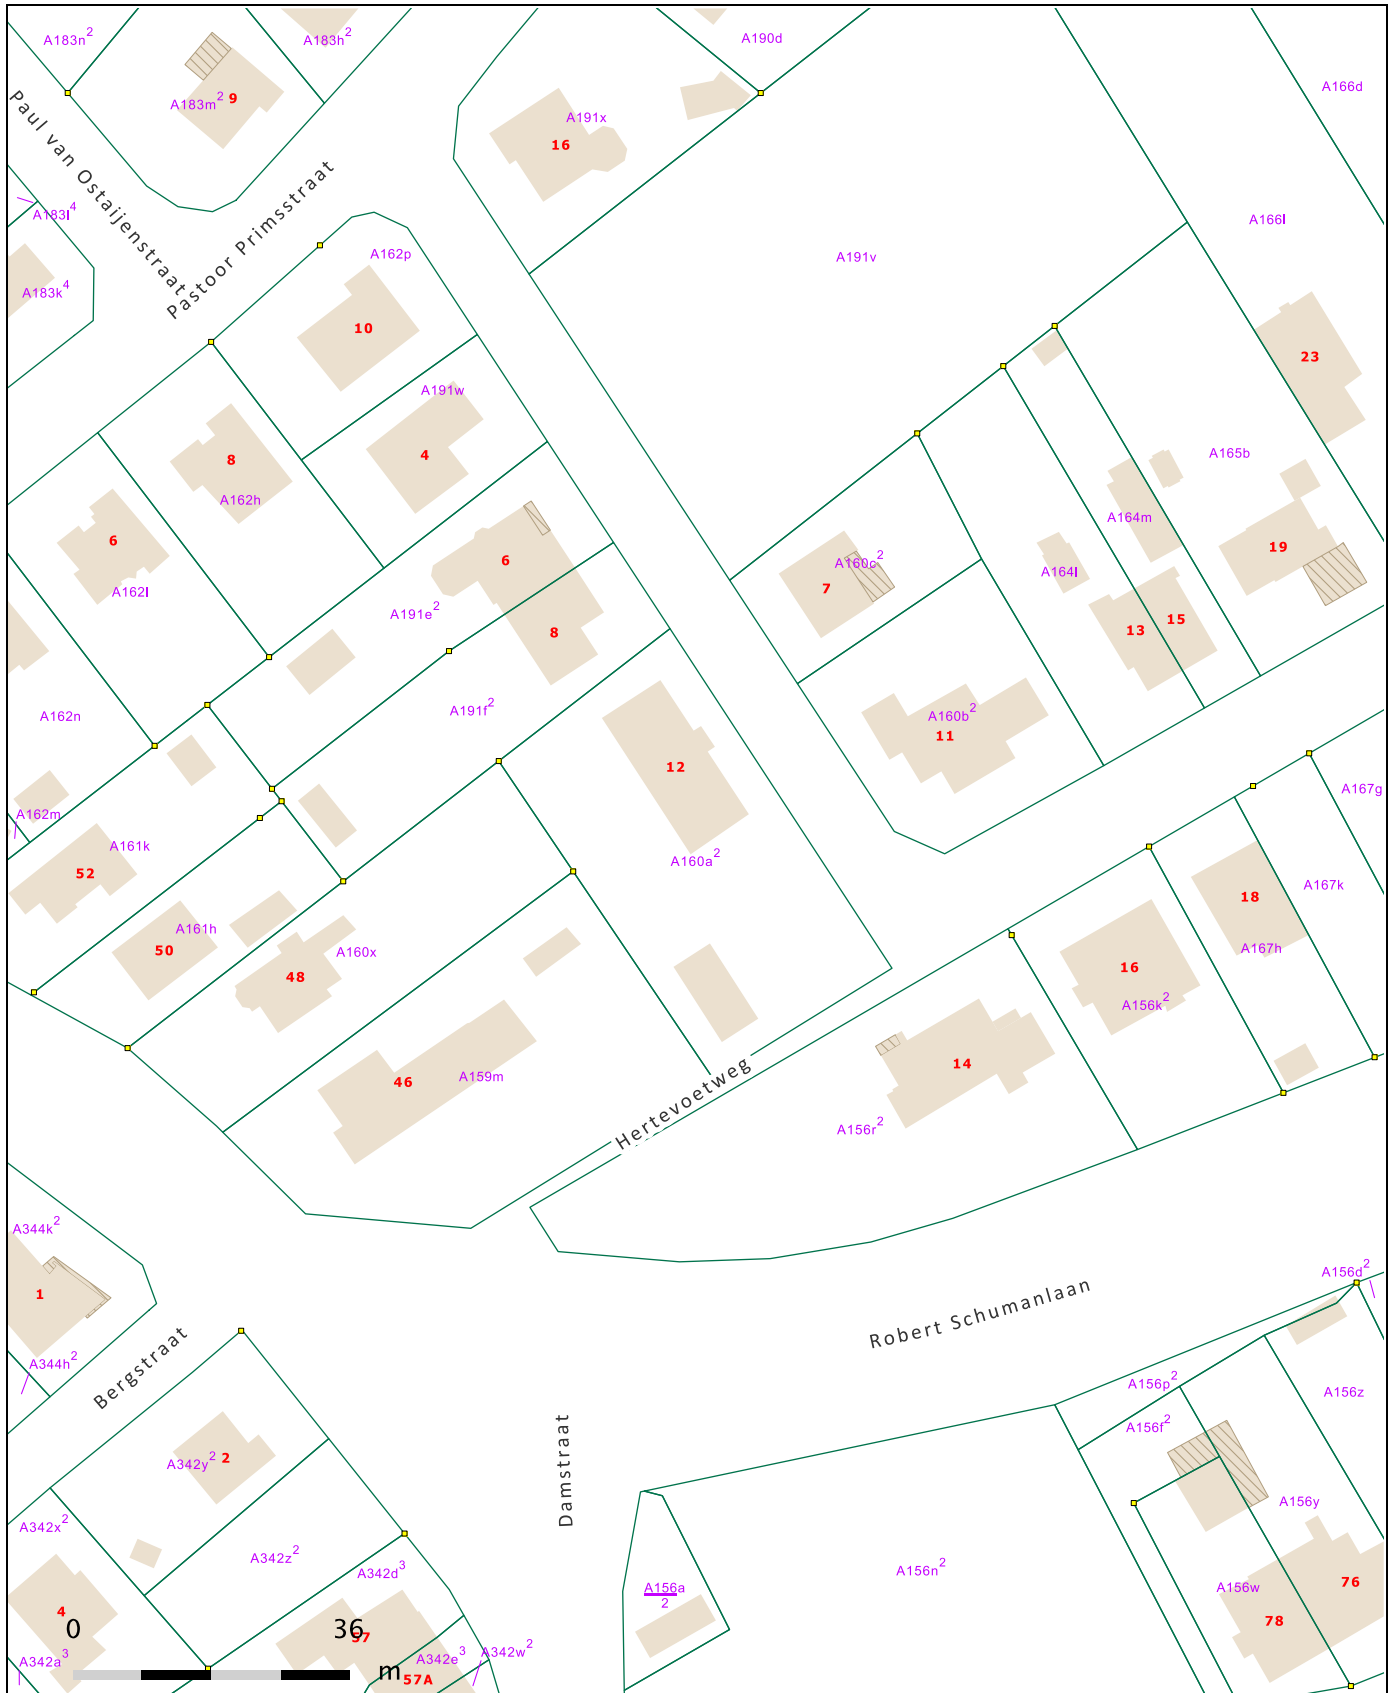 A183n²
A183h²
A190d
A183m²
9
A191x
16
A166d
Paul van Ostaijenstraat
Pastoor Primsstraat
A183l⁴
A183k⁴
A162p
10
A191v
A166l
23
A191w
4
8
A162h
A165b
A164m
19
6
A162l
6
A191e²
8
A160c²
7
A164l
13
15
A162n
A191f²
A160b²
11
12
A162m
A161k
52
A160a²
A167g
A167k
18
A167h
A161h
50
A160x
48
16
A156k²
46
A159m
14
A156r²
Hertevoetweg
A344k²
1
A344h²
Bergstraat
Robert Schumanlaan
A156d²
A156p²
A156f²
A156z
A342y²
2
Damstraat
A156y
A342x²
A342z²
A342d³
A156n²
A156a
2
A156w
76
78
4
57
A342a³
A342e³
A342w²
57A
0
36
m